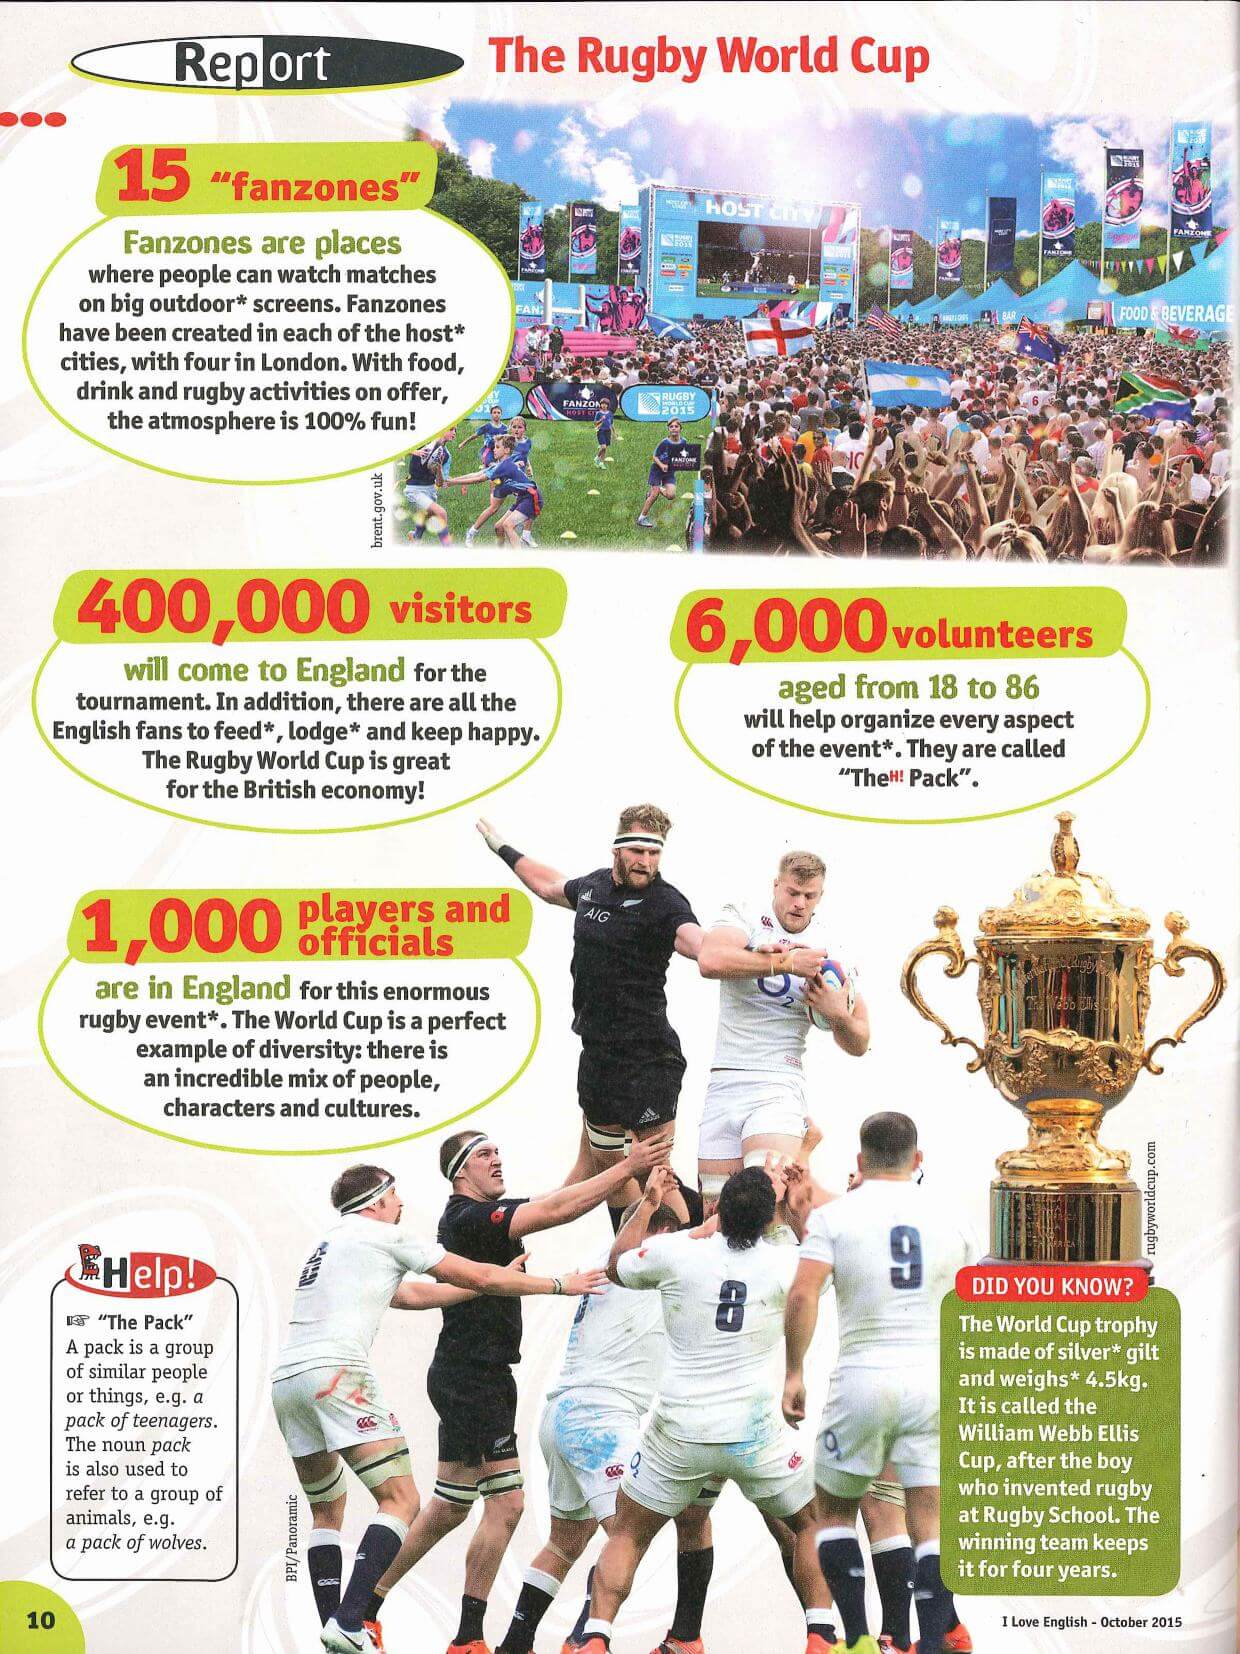 Report
The Rugby World Cup
15 "fanzones"
Fanzones are places
where people can watch matches
on big outdoor* screens. Fanzones
have been created in each of the host*
cities, with four in London. With food,
drink and rugby activities on offer,
the atmosphere is 100% fun!
brent.gov.uk
HOST CITY
FOOD & BEVERAGE
BAR
FANZONE
HOST CITY
RUGBY
WORLD CUP
2015
400,000 visitors
will come to England for the
tournament. In addition, there are all the
English fans to feed*, lodge* and keep happy.
The Rugby World Cup is great
for the British economy!
6,000 volunteers
aged from 18 to 86
will help organize every aspect
of the event*. They are called
"TheH! Pack".
1,000 players and
officials
are in England for this enormous
rugby event*. The World Cup is a perfect
example of diversity: there is
an incredible mix of people,
characters and cultures.
AIG
O2
adidas
The Webb Ellis Cup
9
8
rugbyworldcup.com
Help!
☞ "The Pack"
A pack is a group
of similar people
or things, e.g. a
pack of teenagers.
The noun pack
is also used to
refer to a group of
animals, e.g.
a pack of wolves.
BPI/Panoramic
DID YOU KNOW?
The World Cup trophy
is made of silver* gilt
and weighs* 4.5kg.
It is called the
William Webb Ellis
Cup, after the boy
who invented rugby
at Rugby School. The
winning team keeps
it for four years.
10
I Love English - October 2015